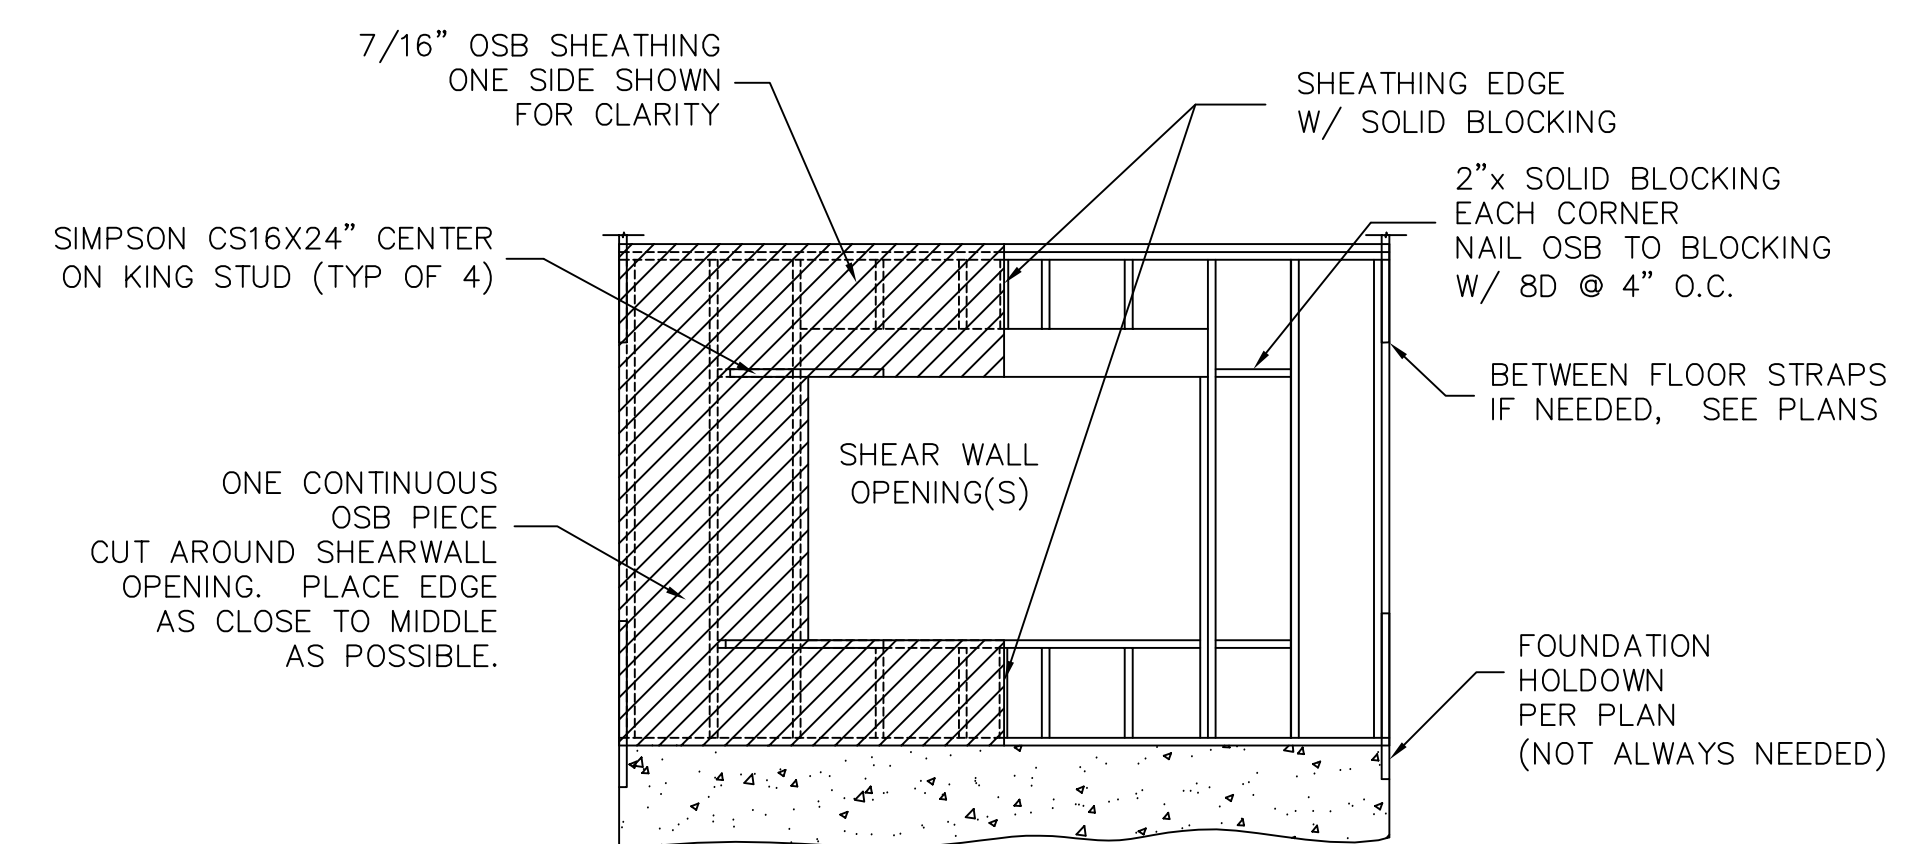 7/16” OSB SHEATHING
ONE SIDE SHOWN
FOR CLARITY
SHEATHING EDGE
W/ SOLID BLOCKING
2”x SOLID BLOCKING
EACH CORNER
NAIL OSB TO BLOCKING
W/ 8D @ 4” O.C.
SIMPSON CS16X24” CENTER
ON KING STUD (TYP OF 4)
BETWEEN FLOOR STRAPS
IF NEEDED, SEE PLANS
SHEAR WALL
OPENING(S)
ONE CONTINUOUS
OSB PIECE
CUT AROUND SHEARWALL
OPENING. PLACE EDGE
AS CLOSE TO MIDDLE
AS POSSIBLE.
FOUNDATION
HOLDOWN
PER PLAN
(NOT ALWAYS NEEDED)